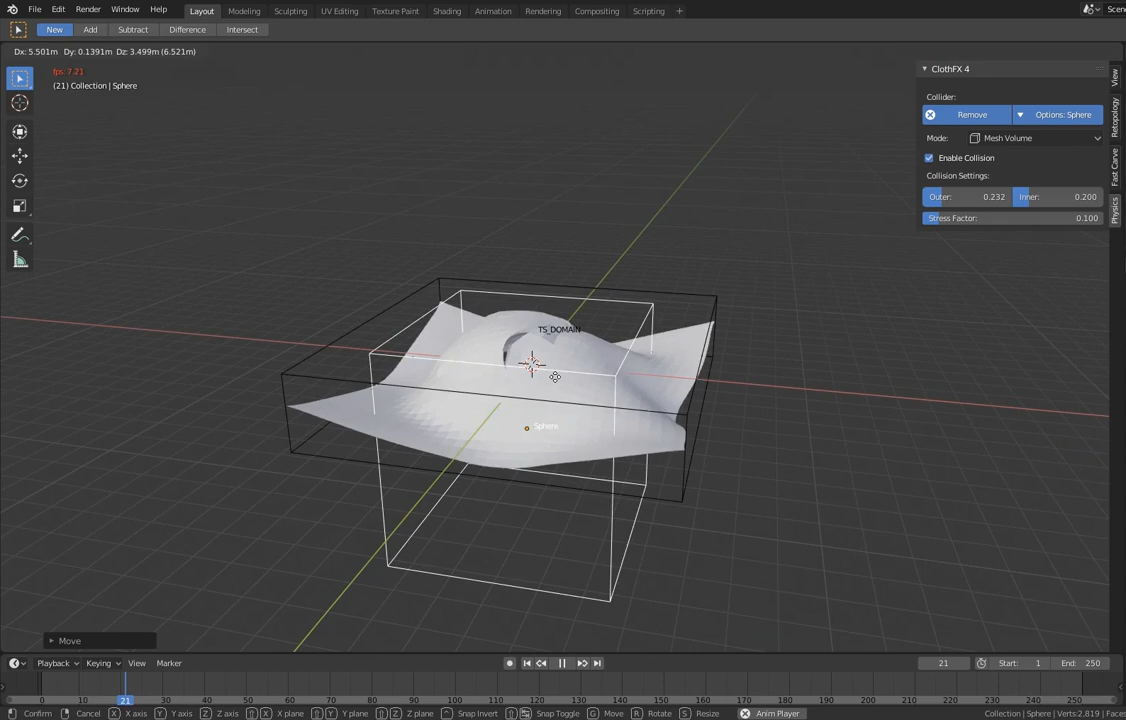 File Edit Render Window Help Layout Modeling Sculpting UV Editing Texture Paint Shading Animation Rendering Compositing Scripting + Scene
New Add Subtract Difference Intersect
Dx: 5.501m Dy: 0.1391m Dz: 3.499m (6.521m)
fps: 7.21
(21) Collection | Sphere
ClothFX 4
Collider:
Remove Options: Sphere
Mode: Mesh Volume
Enable Collision
Collision Settings:
Outer: 0.232 Inner: 0.200
Stress Factor: 0.100
View
Retopology
Fast Carve
Physics
TS_DOMAIN
Sphere
Move
Playback Keying View Marker 21 Start: 1 End: 250
0 10 21 30 40 50 60 70 80 90 100 110 120 130 140 150 160 170 180 190 200 210 220 230 240 250
Confirm Cancel X X axis Y Y axis Z Z axis X X plane Y Y plane Z Z plane Snap Invert Snap Toggle G Move R Rotate S Resize Anim Player Collection | Sphere | Verts:2,819 | Faces